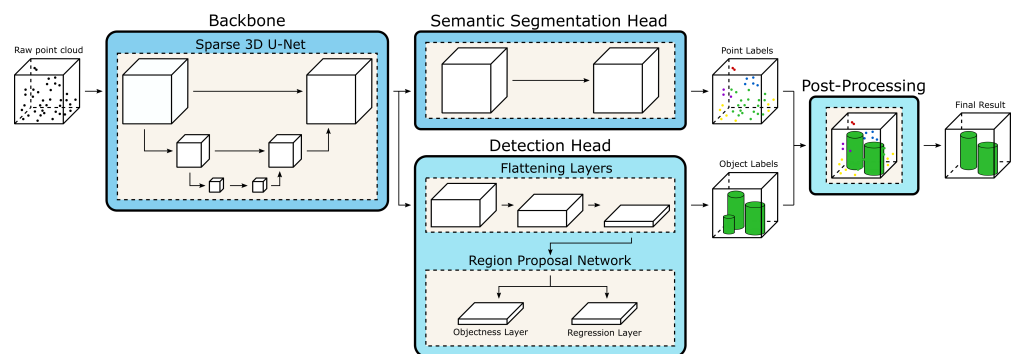 Backbone
Semantic Segmentation Head
Raw point cloud
Sparse 3D U-Net
Point Labels
Post-Processing
Final Result
Detection Head
Flattening Layers
Object Labels
Region Proposal Network
Objectness Layer
Regression Layer